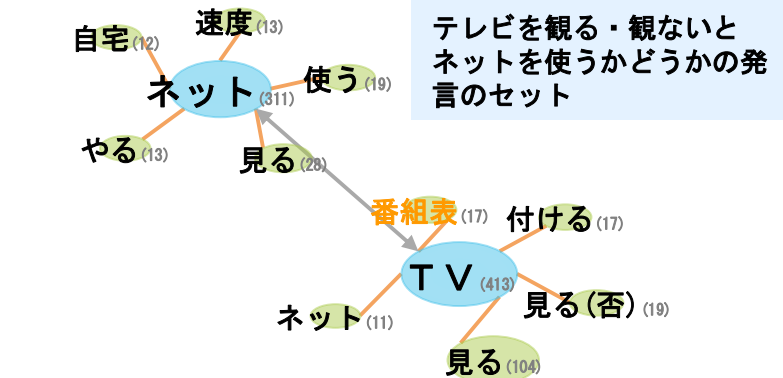 テレビを観る・観ないと
ネットを使うかどうかの発
言のセット
速度(13)
自宅(12)
ネット(311)
使う(19)
やる(13)
見る(28)
番組表(17)
付ける(17)
ＴＶ(413)
見る(否)(19)
ネット(11)
見る(104)